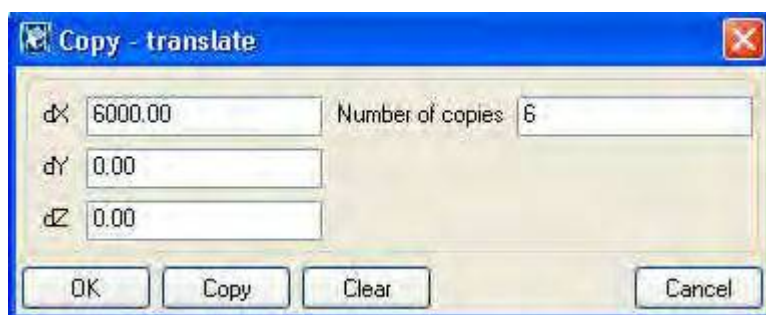 Copy - translate
dX 6000.00 Number of copies 6
dY 0.00
dZ 0.00
OK Copy Clear Cancel